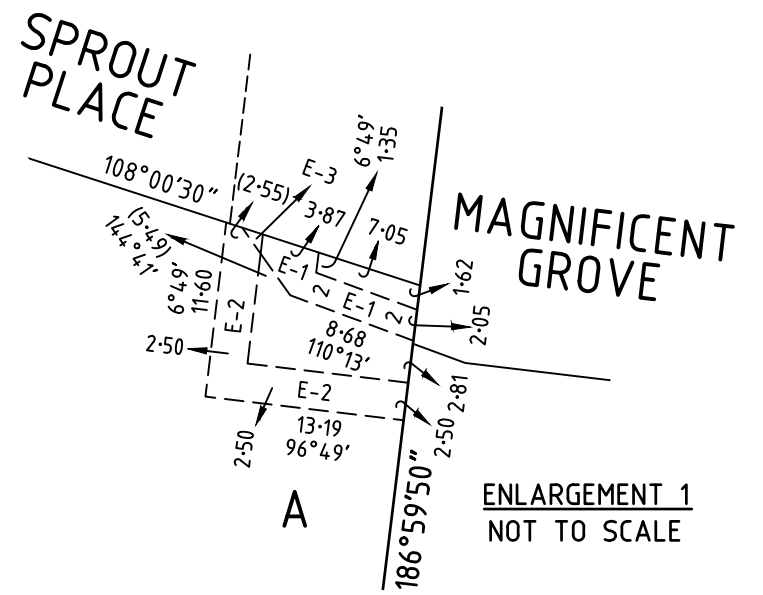 SPROUT
PLACE
108°00'30"
(2·55)
E-3
6°49'
1·35
3·87
7·05
MAGNIFICENT
GROVE
(5·49)
144°41'
6°49'
11·60
E-1
2
E-1
2
1·62
2·05
E-2
8·68
110°13'
2·50
E-2
2·81
2·50
13·19
96°49'
2·50
186°59'50"
A
ENLARGEMENT 1
NOT TO SCALE